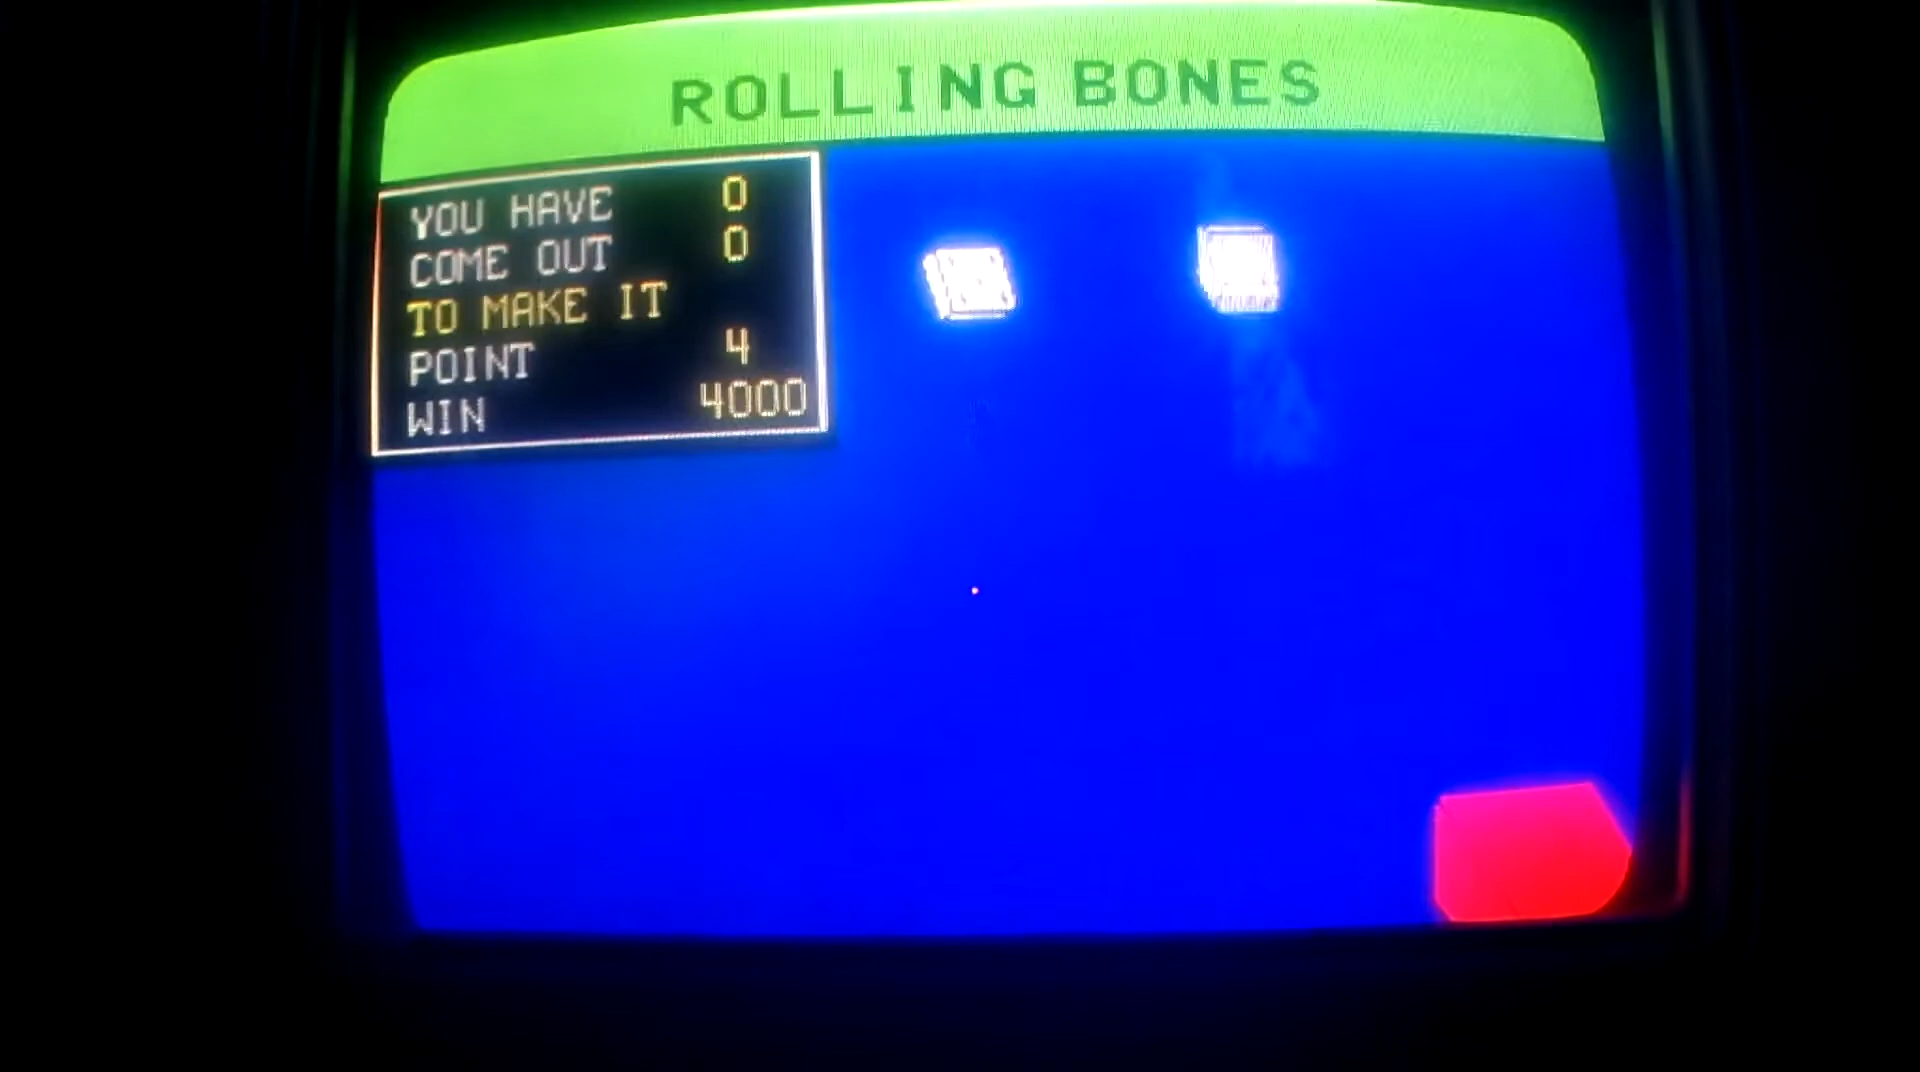 ROLLING BONES
YOU HAVE 0
COME OUT 0
TO MAKE IT
POINT 4
WIN 4000